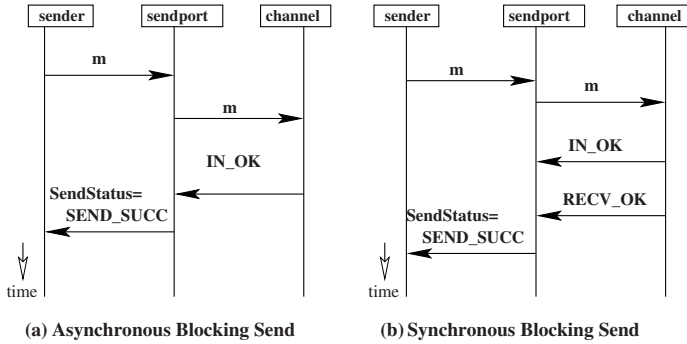 sender sendport channel
m
m
IN_OK
SendStatus=
SEND_SUCC
time
(a) Asynchronous Blocking Send
sender sendport channel
m
m
IN_OK
RECV_OK
SendStatus=
SEND_SUCC
time
(b) Synchronous Blocking Send